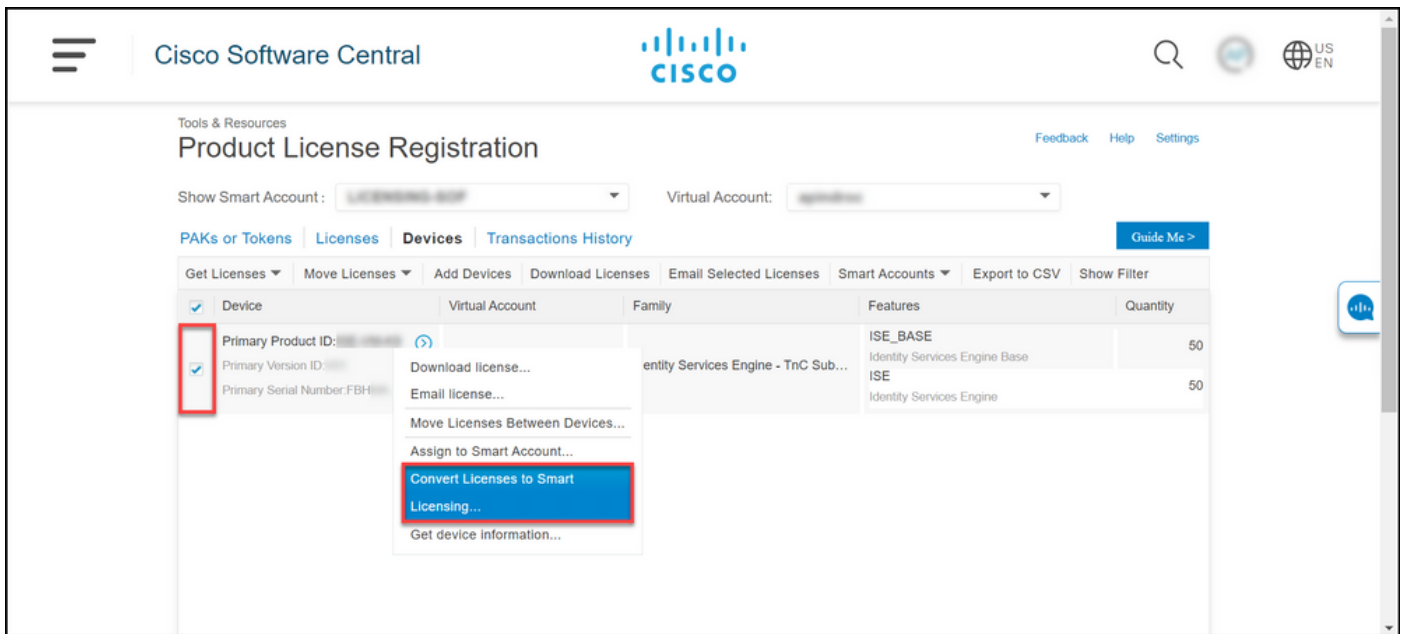 Cisco Software Central
CISCO
US
EN
Tools & Resources
Product License Registration
Feedback Help Settings
Show Smart Account :
Virtual Account:
PAKs or Tokens Licenses Devices Transactions History
Guide Me >
Get Licenses Move Licenses Add Devices Download Licenses Email Selected Licenses Smart Accounts Export to CSV Show Filter
Device Virtual Account Family Features Quantity
Primary Product ID:
Primary Version ID:
Primary Serial Number:FBH
entity Services Engine - TnC Sub...
ISE_BASE
Identity Services Engine Base
50
ISE
Identity Services Engine
50
Download license...
Email license...
Move Licenses Between Devices...
Assign to Smart Account...
Convert Licenses to Smart
Licensing...
Get device information...